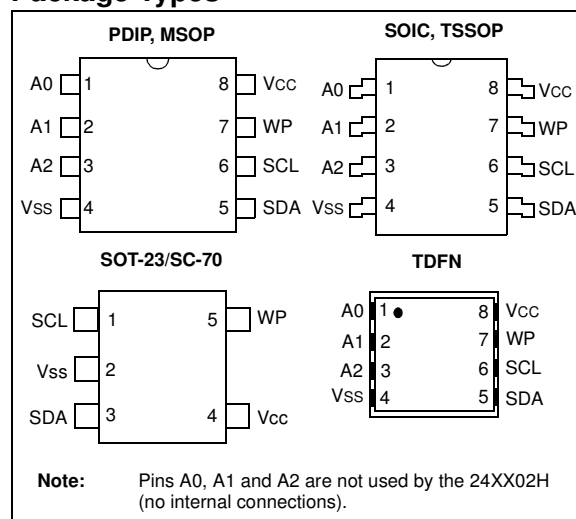 Package Types
PDIP, MSOP
A0 1 8 VCC
A1 2 7 WP
A2 3 6 SCL
VSS 4 5 SDA
SOIC, TSSOP
A0 1 8 VCC
A1 2 7 WP
A2 3 6 SCL
VSS 4 5 SDA
SOT-23/SC-70
SCL 1 5 WP
Vss 2
SDA 3 4 Vcc
TDFN
A0 1 8 VCC
A1 2 7 WP
A2 3 6 SCL
VSS 4 5 SDA
Note: Pins A0, A1 and A2 are not used by the 24XX02H
(no internal connections).